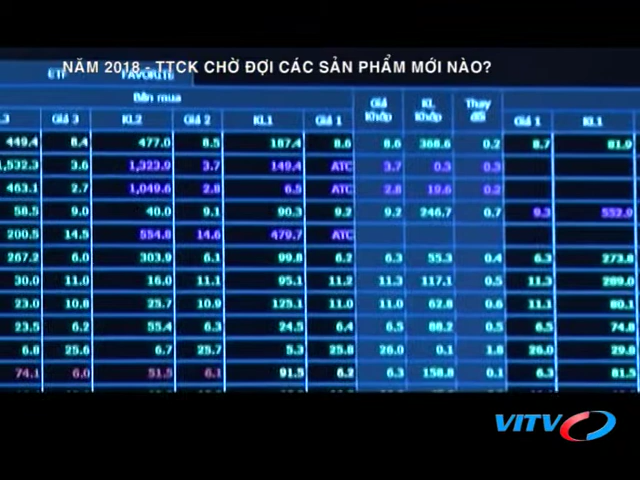 NĂM 2018 - TTCK CHỜ ĐỢI CÁC SẢN PHẨM MỚI NÀO?
ETF FAVORITE
Bên mua
Giá Khớp KL Khớp Thay đổi
.3 Giá 3 KL2 Giá 2 KL1 Giá 1 Giá 1 KL1
449.4 8.4 477.0 8.5 187.4 8.6 8.6 368.6 0.2 8.7 81.9
1,532.3 3.6 1,323.9 3.7 149.4 ATC 3.7 0.3 0.3
463.1 2.7 1,049.6 2.8 6.5 ATC 2.8 19.6 0.2
58.5 9.0 40.0 9.1 90.3 9.2 9.2 246.7 0.7 9.3 552.9
200.5 14.5 554.8 14.6 479.7 ATC
267.2 6.0 303.9 6.1 99.8 6.2 6.3 55.3 0.4 6.3 273.8
30.0 11.0 16.0 11.1 95.1 11.2 11.3 117.1 0.5 11.3 289.0
23.0 10.8 25.7 10.9 125.1 11.0 11.0 62.8 0.6 11.1 80.1
23.5 6.2 55.4 6.3 24.5 6.4 6.5 88.2 0.5 6.5 74.8
6.8 25.6 6.7 25.7 5.3 25.8 26.0 0.1 1.8 26.0 29.8
74.1 6.0 51.5 6.1 91.5 6.2 6.3 158.8 0.1 6.3 81.5
VITV